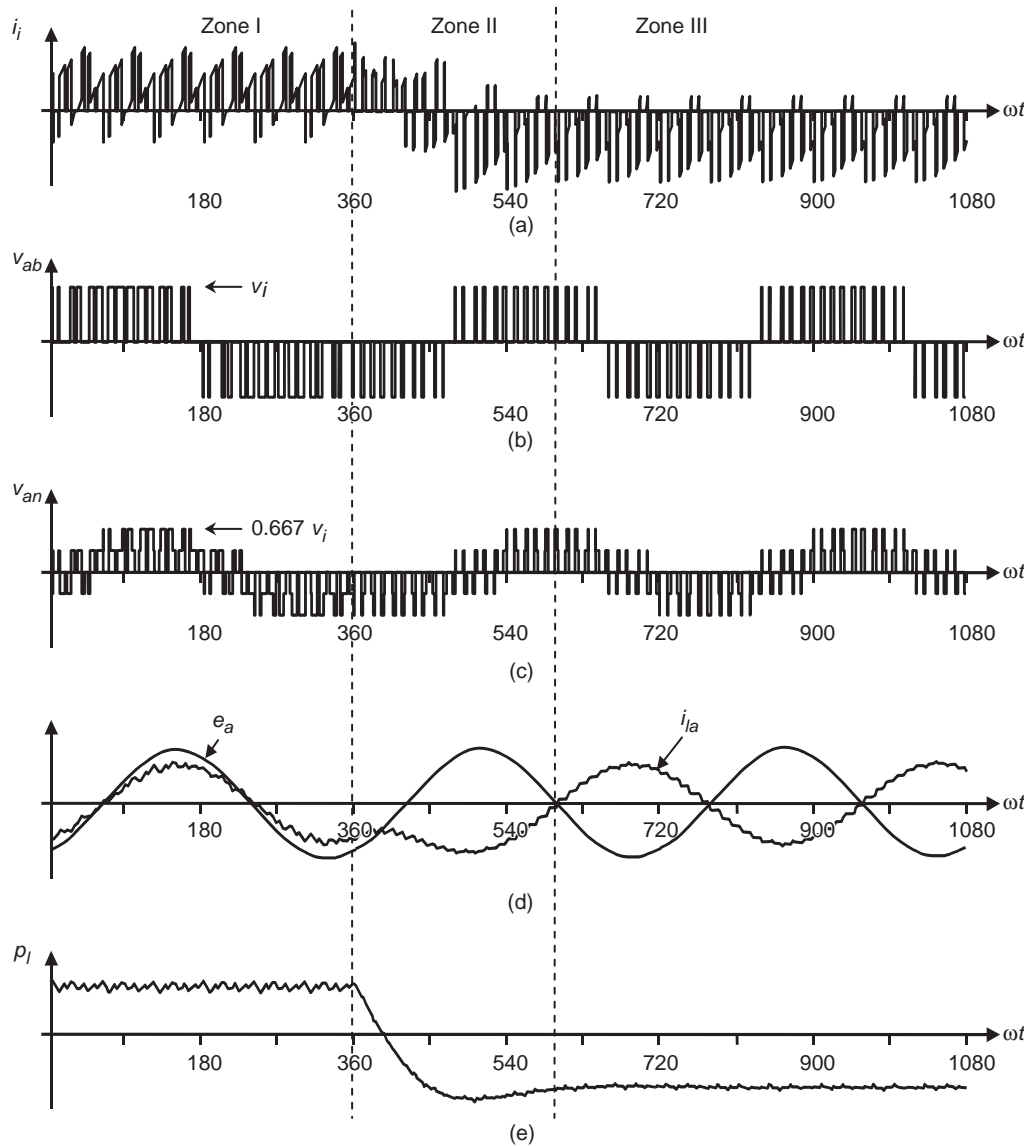 Zone I Zone II Zone III
i_i
ωt
180 360 540 720 900 1080
(a)
v_ab
v_i
ωt
180 360 540 720 900 1080
(b)
v_an
0.667 v_i
ωt
180 360 540 720 900 1080
(c)
e_a i_la
ωt
180 360 540 720 900 1080
(d)
p_l
ωt
180 360 540 720 900 1080
(e)